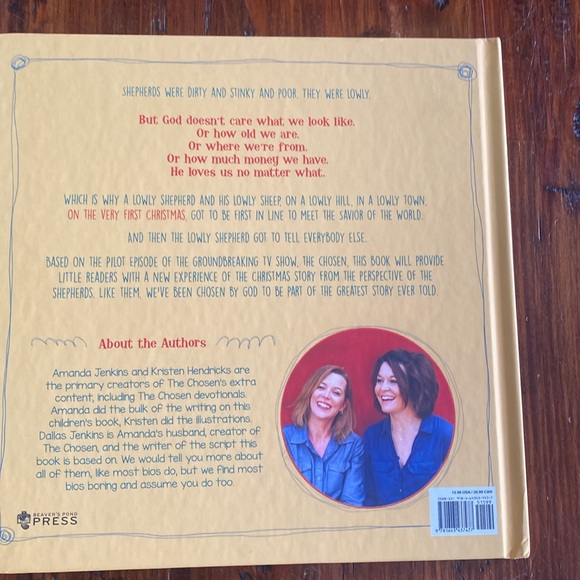 SHEPHERDS WERE DIRTY AND STINKY AND POOR. THEY WERE LOWLY.
But God doesn't care what we look like.
Or how old we are.
Or where we're from.
Or how much money we have.
He loves us no matter what.
WHICH IS WHY A LOWLY SHEPHERD AND HIS LOWLY SHEEP, ON A LOWLY HILL, IN A LOWLY TOWN,
ON THE VERY FIRST CHRISTMAS, GOT TO BE FIRST IN LINE TO MEET THE SAVIOR OF THE WORLD.
AND THEN THE LOWLY SHEPHERD GOT TO TELL EVERYBODY ELSE.
BASED ON THE PILOT EPISODE OF THE GROUNDBREAKING TV SHOW, THE CHOSEN, THIS BOOK WILL PROVIDE
LITTLE READERS WITH A NEW EXPERIENCE OF THE CHRISTMAS STORY FROM THE PERSPECTIVE OF THE
SHEPHERDS. LIKE THEM, WE'VE BEEN CHOSEN BY GOD TO BE PART OF THE GREATEST STORY EVER TOLD.
About the Authors
Amanda Jenkins and Kristen Hendricks are
the primary creators of The Chosen's extra
content, including The Chosen devotionals.
Amanda did the bulk of the writing on this
children's book, Kristen did the illustrations.
Dallas Jenkins is Amanda's husband, creator of
The Chosen, and the writer of the script this
book is based on. We would tell you more about
all of them, like most bios do, but we find most
bios boring and assume you do too.
BEAVER'S POND
PRESS